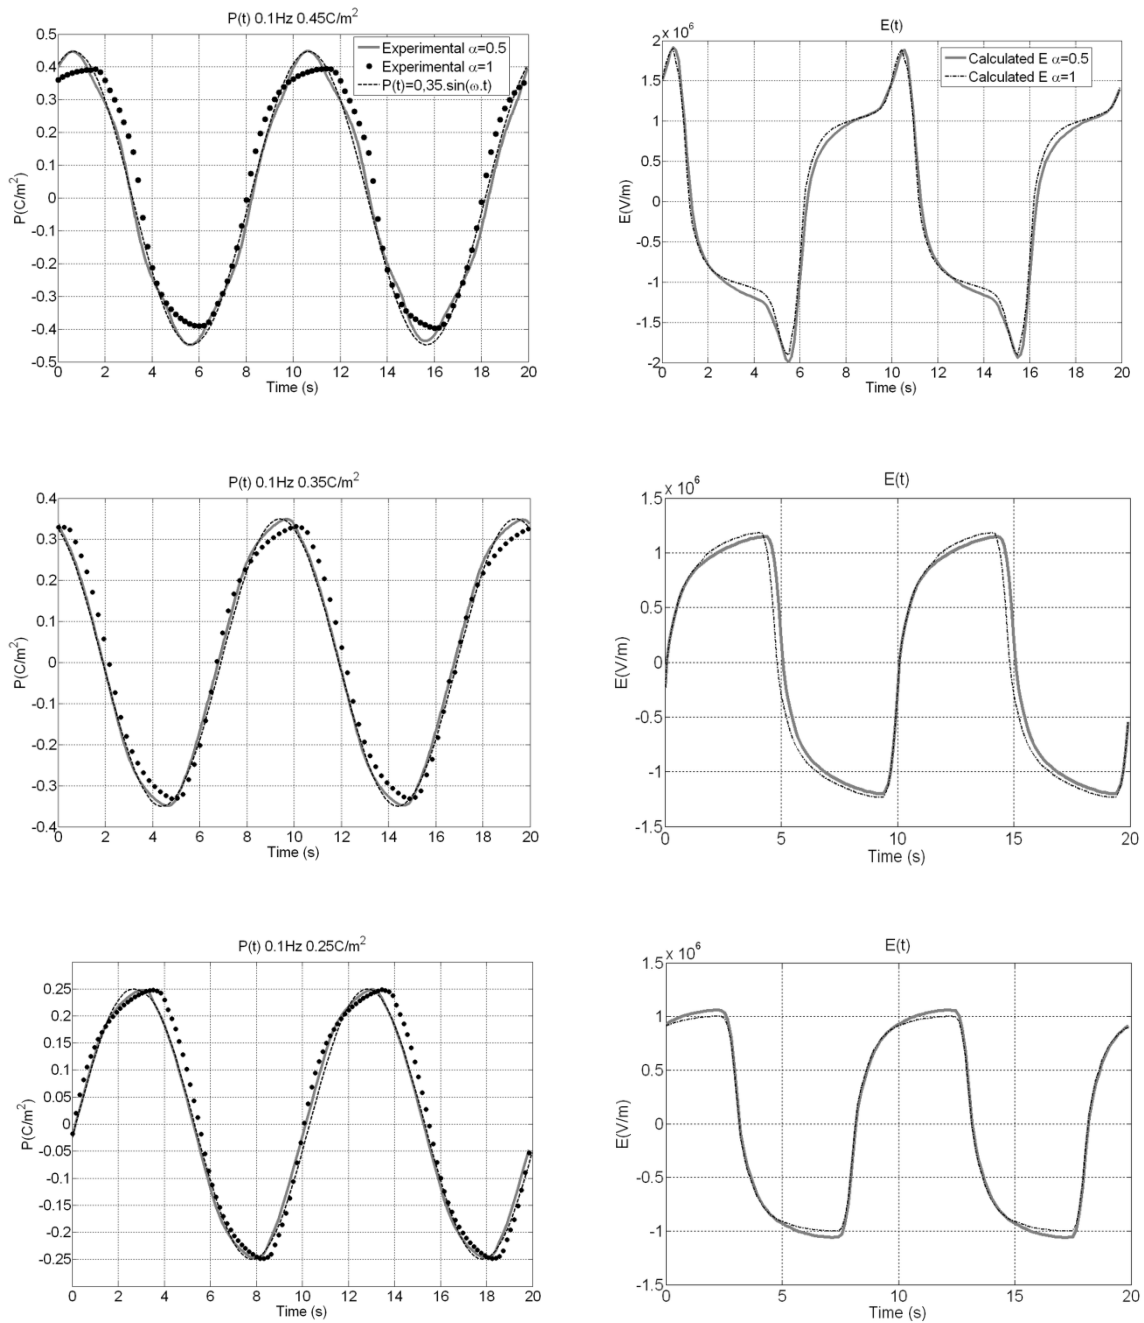 P(t) 0.1Hz 0.45C/m²
0.5
0.4
0.3
0.2
0.1
0
-0.1
-0.2
-0.3
-0.4
-0.5
P(C/m²)
Experimental α=0.5
Experimental α=1
P(t)=0,35.sin(ω.t)
0 2 4 6 8 10 12 14 16 18 20
Time (s)
E(t)
x 10⁶
2
1.5
1
0.5
0
-0.5
-1
-1.5
-2
E(V/m)
Calculated E α=0.5
Calculated E α=1
0 2 4 6 8 10 12 14 16 18 20
Time (s)
P(t) 0.1Hz 0.35C/m²
0.4
0.3
0.2
0.1
0
-0.1
-0.2
-0.3
-0.4
P(C/m²)
0 2 4 6 8 10 12 14 16 18 20
Time (s)
E(t)
x 10⁶
1.5
1
0.5
0
-0.5
-1
-1.5
E(V/m)
0 5 10 15 20
Time (s)
P(t) 0.1Hz 0.25C/m²
0.25
0.2
0.15
0.1
0.05
0
-0.05
-0.1
-0.15
-0.2
-0.25
P(C/m²)
0 2 4 6 8 10 12 14 16 18 20
Time (s)
E(t)
x 10⁶
1.5
1
0.5
0
-0.5
-1
-1.5
E(V/m)
0 5 10 15 20
Time (s)